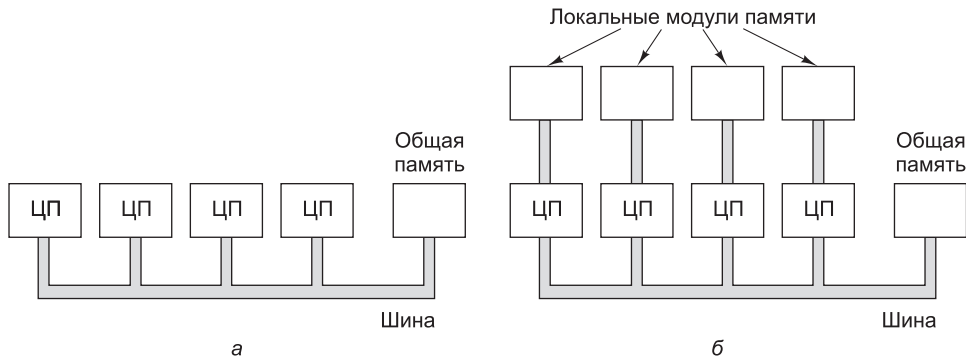 Локальные модули памяти
Общая
память
ЦП ЦП ЦП ЦП
Шина
а
Общая
память
ЦП ЦП ЦП ЦП
Шина
б